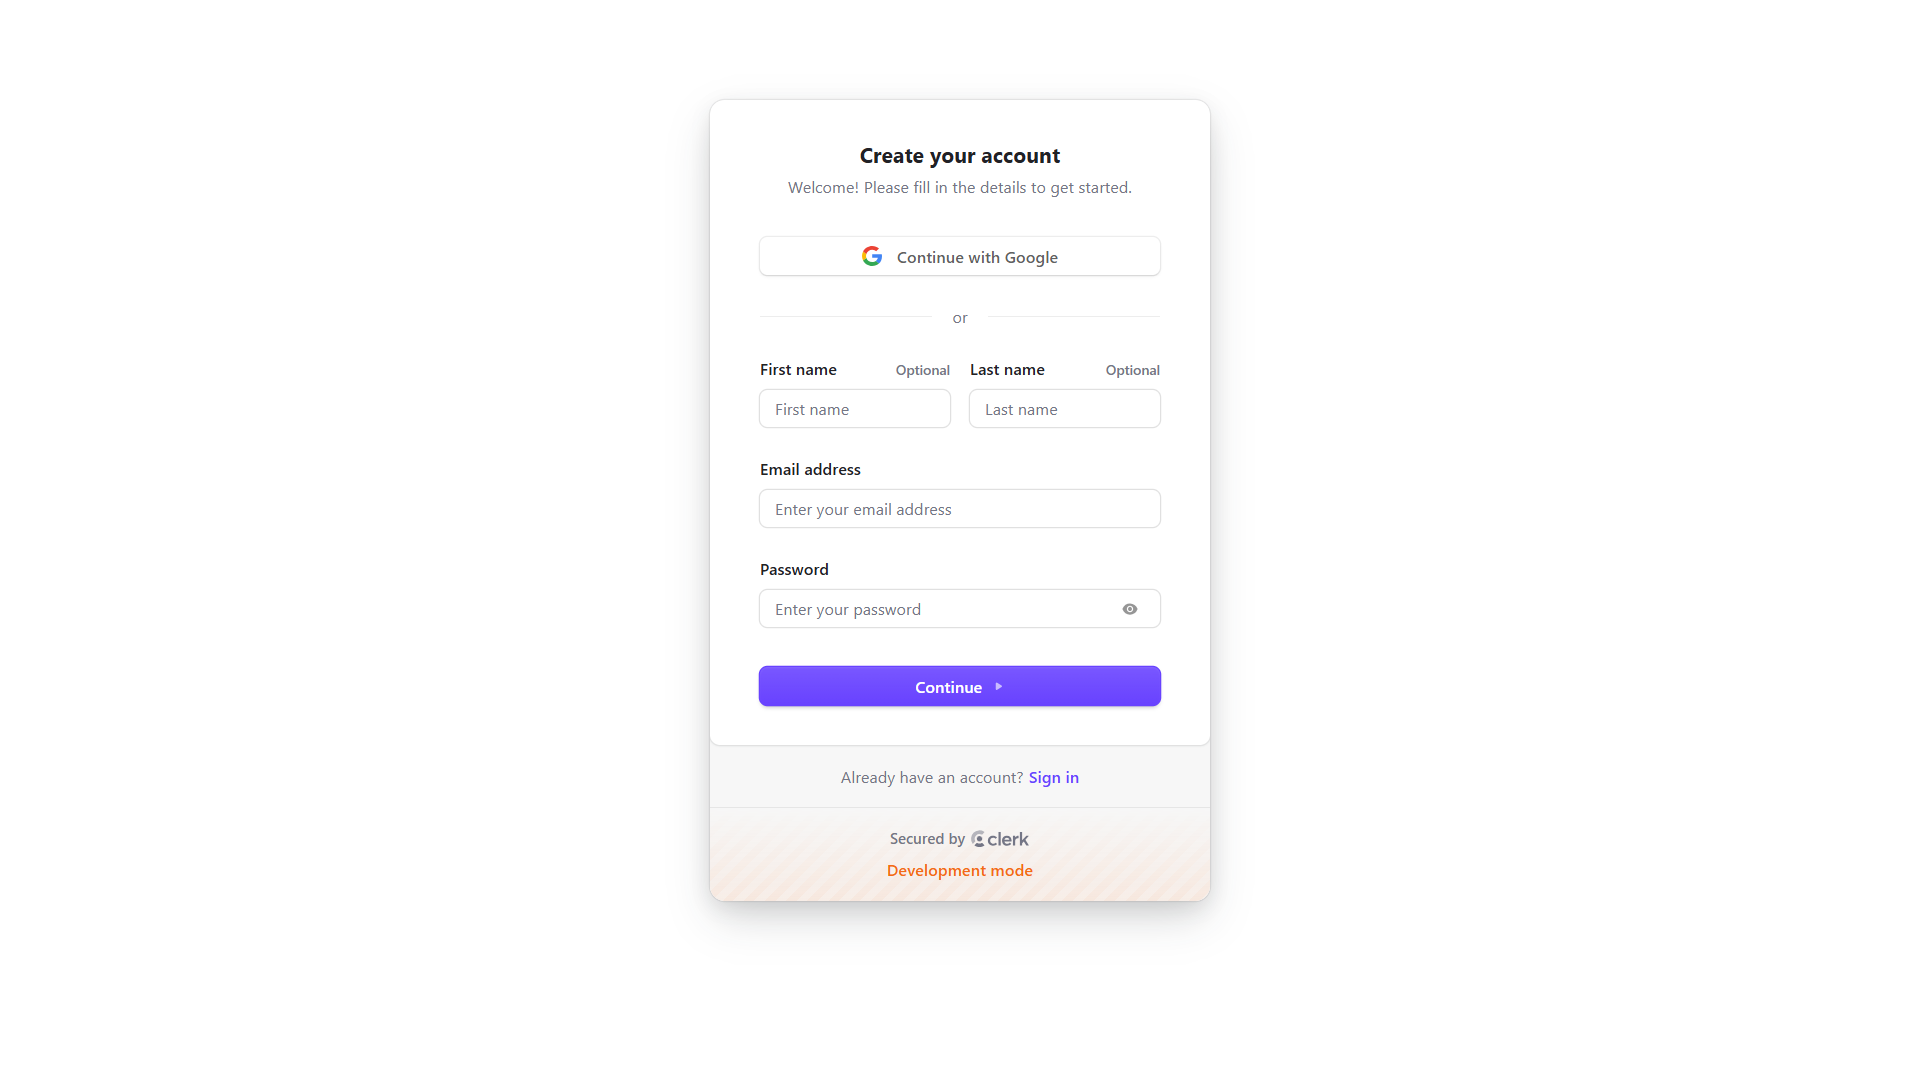 Create your account
Welcome! Please fill in the details to get started.
Continue with Google
or
First name Optional Last name Optional
First name Last name
Email address
Enter your email address
Password
Enter your password
Continue
Already have an account? Sign in
Secured by clerk
Development mode